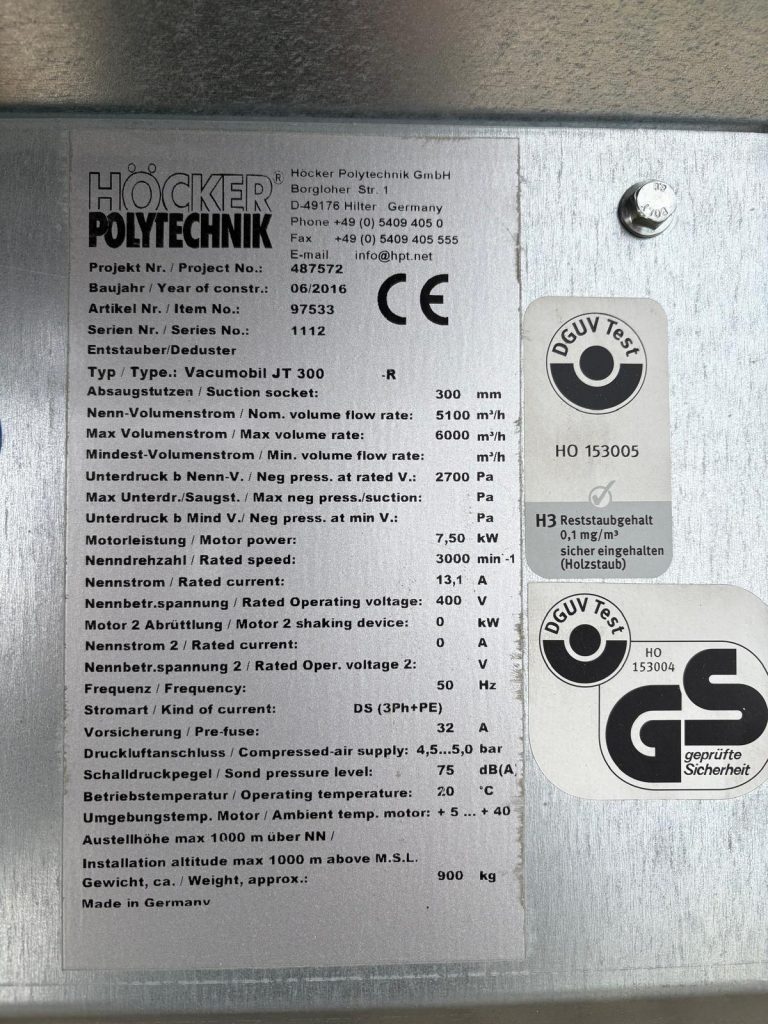 HÖCKER®
POLYTECHNIK
Höcker Polytechnik GmbH
Borgloher Str. 1
D-49176 Hilter Germany
Phone +49 (0) 5409 405 0
Fax +49 (0) 5409 405 555
E-mail info@hpt.net
Projekt Nr. / Project No.: 487572
Baujahr / Year of constr.: 06/2016
Artikel Nr. / Item No.: 97533
Serien Nr. / Series No.: 1112
CE
Entstauber/Deduster
Typ / Type.: Vacumobil JT 300 -R
Absaugstutzen / Suction socket: 300 mm
Nenn-Volumenstrom / Nom. volume flow rate: 5100 m³/h
Max Volumenstrom / Max volume rate: 6000 m³/h
Mindest-Volumenstrom / Min. volume flow rate: m³/h
Unterdruck b Nenn-V. / Neg press. at rated V.: 2700 Pa
Max Unterdr./Saugst. / Max neg press./suction: Pa
Unterdruck b Mind V./ Neg press. at min V.: Pa
Motorleistung / Motor power: 7,50 kW
Nenndrehzahl / Rated speed: 3000 min -1
Nennstrom / Rated current: 13,1 A
Nennbetr.spannung / Rated Operating voltage: 400 V
Motor 2 Abrüttlung / Motor 2 shaking device: 0 kW
Nennstrom 2 / Rated current: 0 A
Nennbetr.spannung 2 / Rated Oper. voltage 2: V
Frequenz / Frequency: 50 Hz
Stromart / Kind of current: DS (3Ph+PE)
Vorsicherung / Pre-fuse: 32 A
Druckluftanschluss / Compressed-air supply: 4,5...5,0 bar
Schalldruckpegel / Sond pressure level: 75 dB(A)
Betriebstemperatur / Operating temperature: 20 °C
Umgebungstemp. Motor / Ambient temp. motor: + 5 ... + 40
Austellhöhe max 1000 m über NN /
Installation altitude max 1000 m above M.S.L.
Gewicht, ca. / Weight, approx.: 900 kg
Made in Germany
DGUV Test
HO 153005
H3 Reststaubgehalt
0,1 mg/m³
sicher eingehalten
(Holzstaub)
DGUV Test
HO
153004
GS
geprüfte
Sicherheit